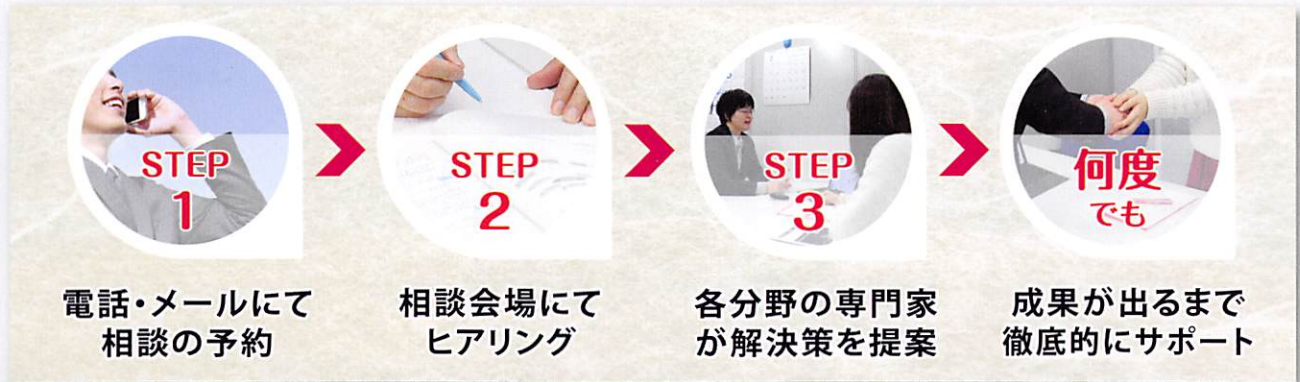 STEP
1
電話・メールにて
相談の予約
STEP
2
相談会場にて
ヒアリング
STEP
3
各分野の専門家
が解決策を提案
何度
でも
成果が出るまで
徹底的にサポート